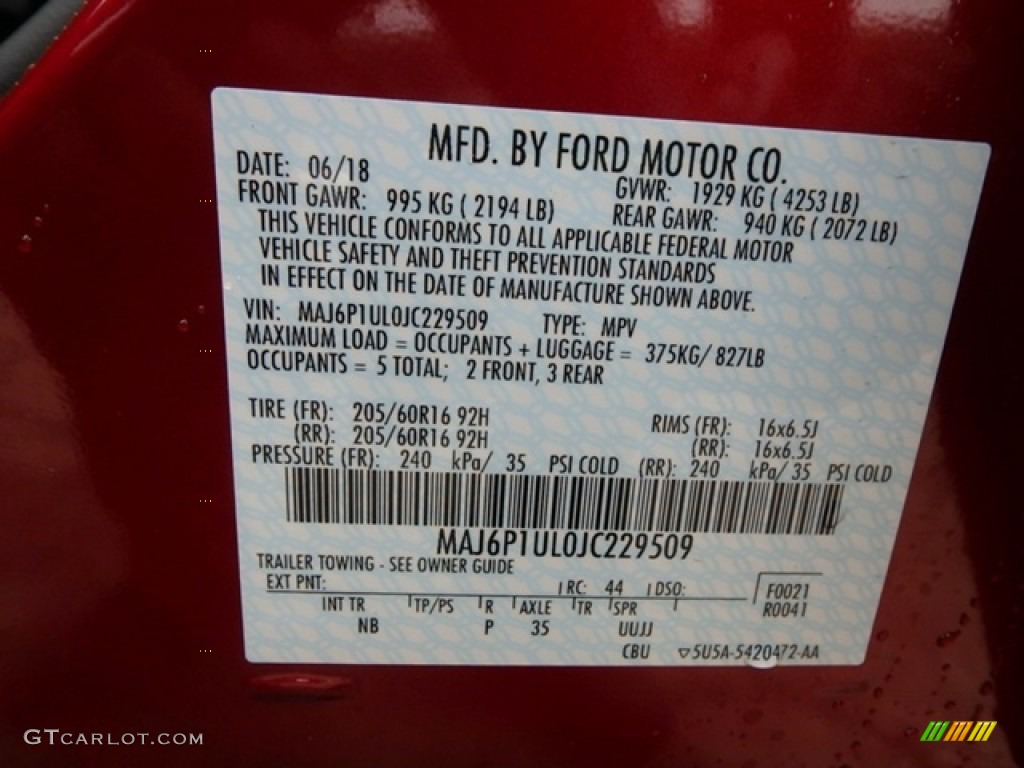 MFD. BY FORD MOTOR CO.
DATE: 06/18 GVWR: 1929 KG ( 4253 LB)
FRONT GAWR: 995 KG ( 2194 LB) REAR GAWR: 940 KG ( 2072 LB)
THIS VEHICLE CONFORMS TO ALL APPLICABLE FEDERAL MOTOR
VEHICLE SAFETY AND THEFT PREVENTION STANDARDS
IN EFFECT ON THE DATE OF MANUFACTURE SHOWN ABOVE.
VIN: MAJ6P1UL0JC229509 TYPE: MPV
MAXIMUM LOAD = OCCUPANTS + LUGGAGE = 375KG/ 827LB
OCCUPANTS = 5 TOTAL; 2 FRONT, 3 REAR
TIRE (FR): 205/60R16 92H RIMS (FR): 16x6.5J
(RR): 205/60R16 92H (RR): 16x6.5J
PRESSURE (FR): 240 kPa/ 35 PSI COLD (RR): 240 kPa/ 35 PSI COLD
MAJ6P1UL0JC229509
TRAILER TOWING - SEE OWNER GUIDE
EXT PNT: RC: 44 DSO: F0021
INT TR TP/PS R AXLE TR SPR R0041
NB P 35 UUJJ
CBU 5U5A-5420472-AA
GTCARLOT.COM